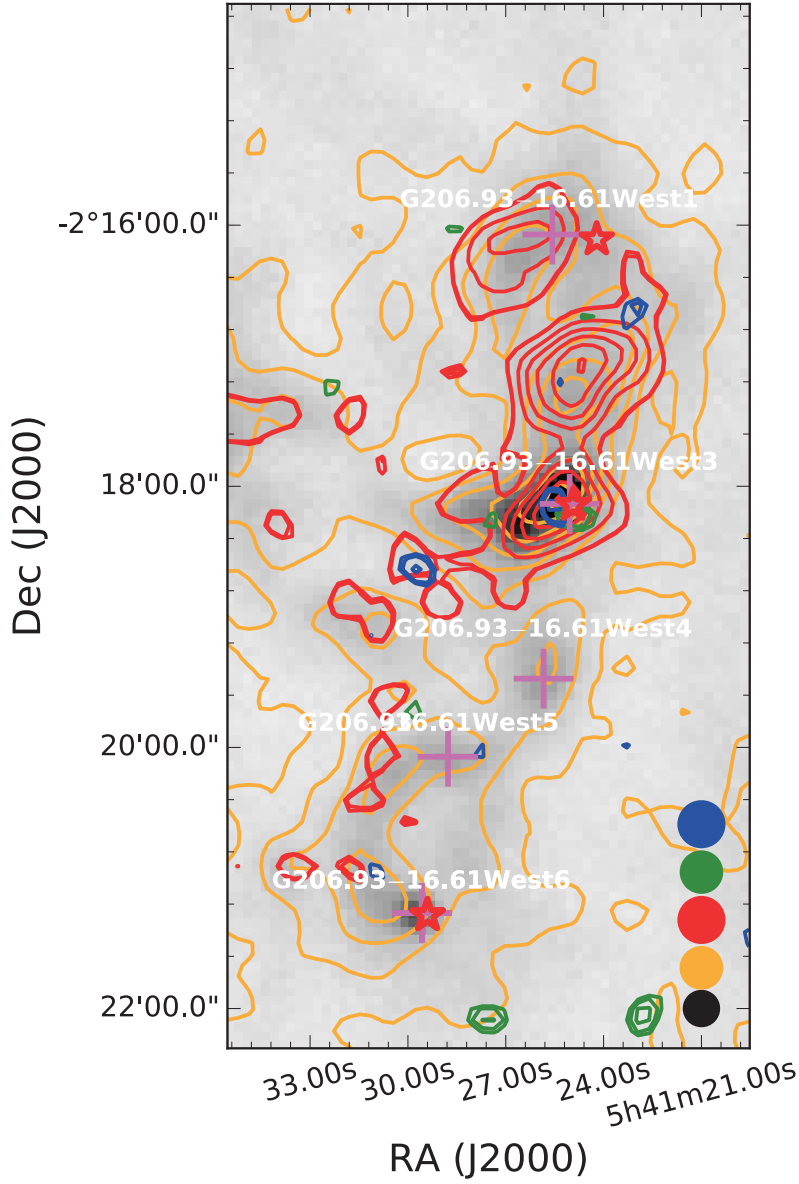 G206.93−16.61West1
-2°16'00.0"
G206.93−16.61West3
18'00.0"
G206.93−16.61West4
G206.93−16.61West5
20'00.0"
G206.93−16.61West6
22'00.0"
33.00s 30.00s 27.00s 24.00s 5h41m21.00s
RA (J2000)
Dec (J2000)